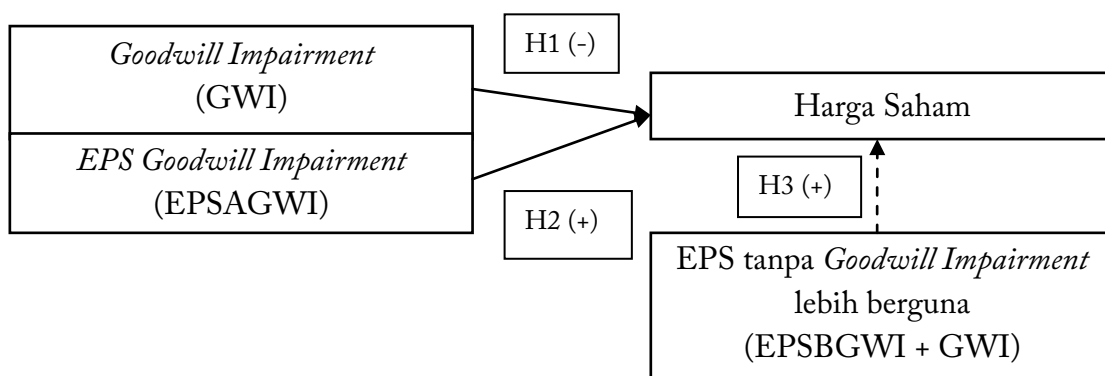 Goodwill Impairment
(GWI)
H1 (-)
Harga Saham
EPS Goodwill Impairment
(EPSAGWI)
H2 (+)
H3 (+)
EPS tanpa Goodwill Impairment
lebih berguna
(EPSBGWI + GWI)